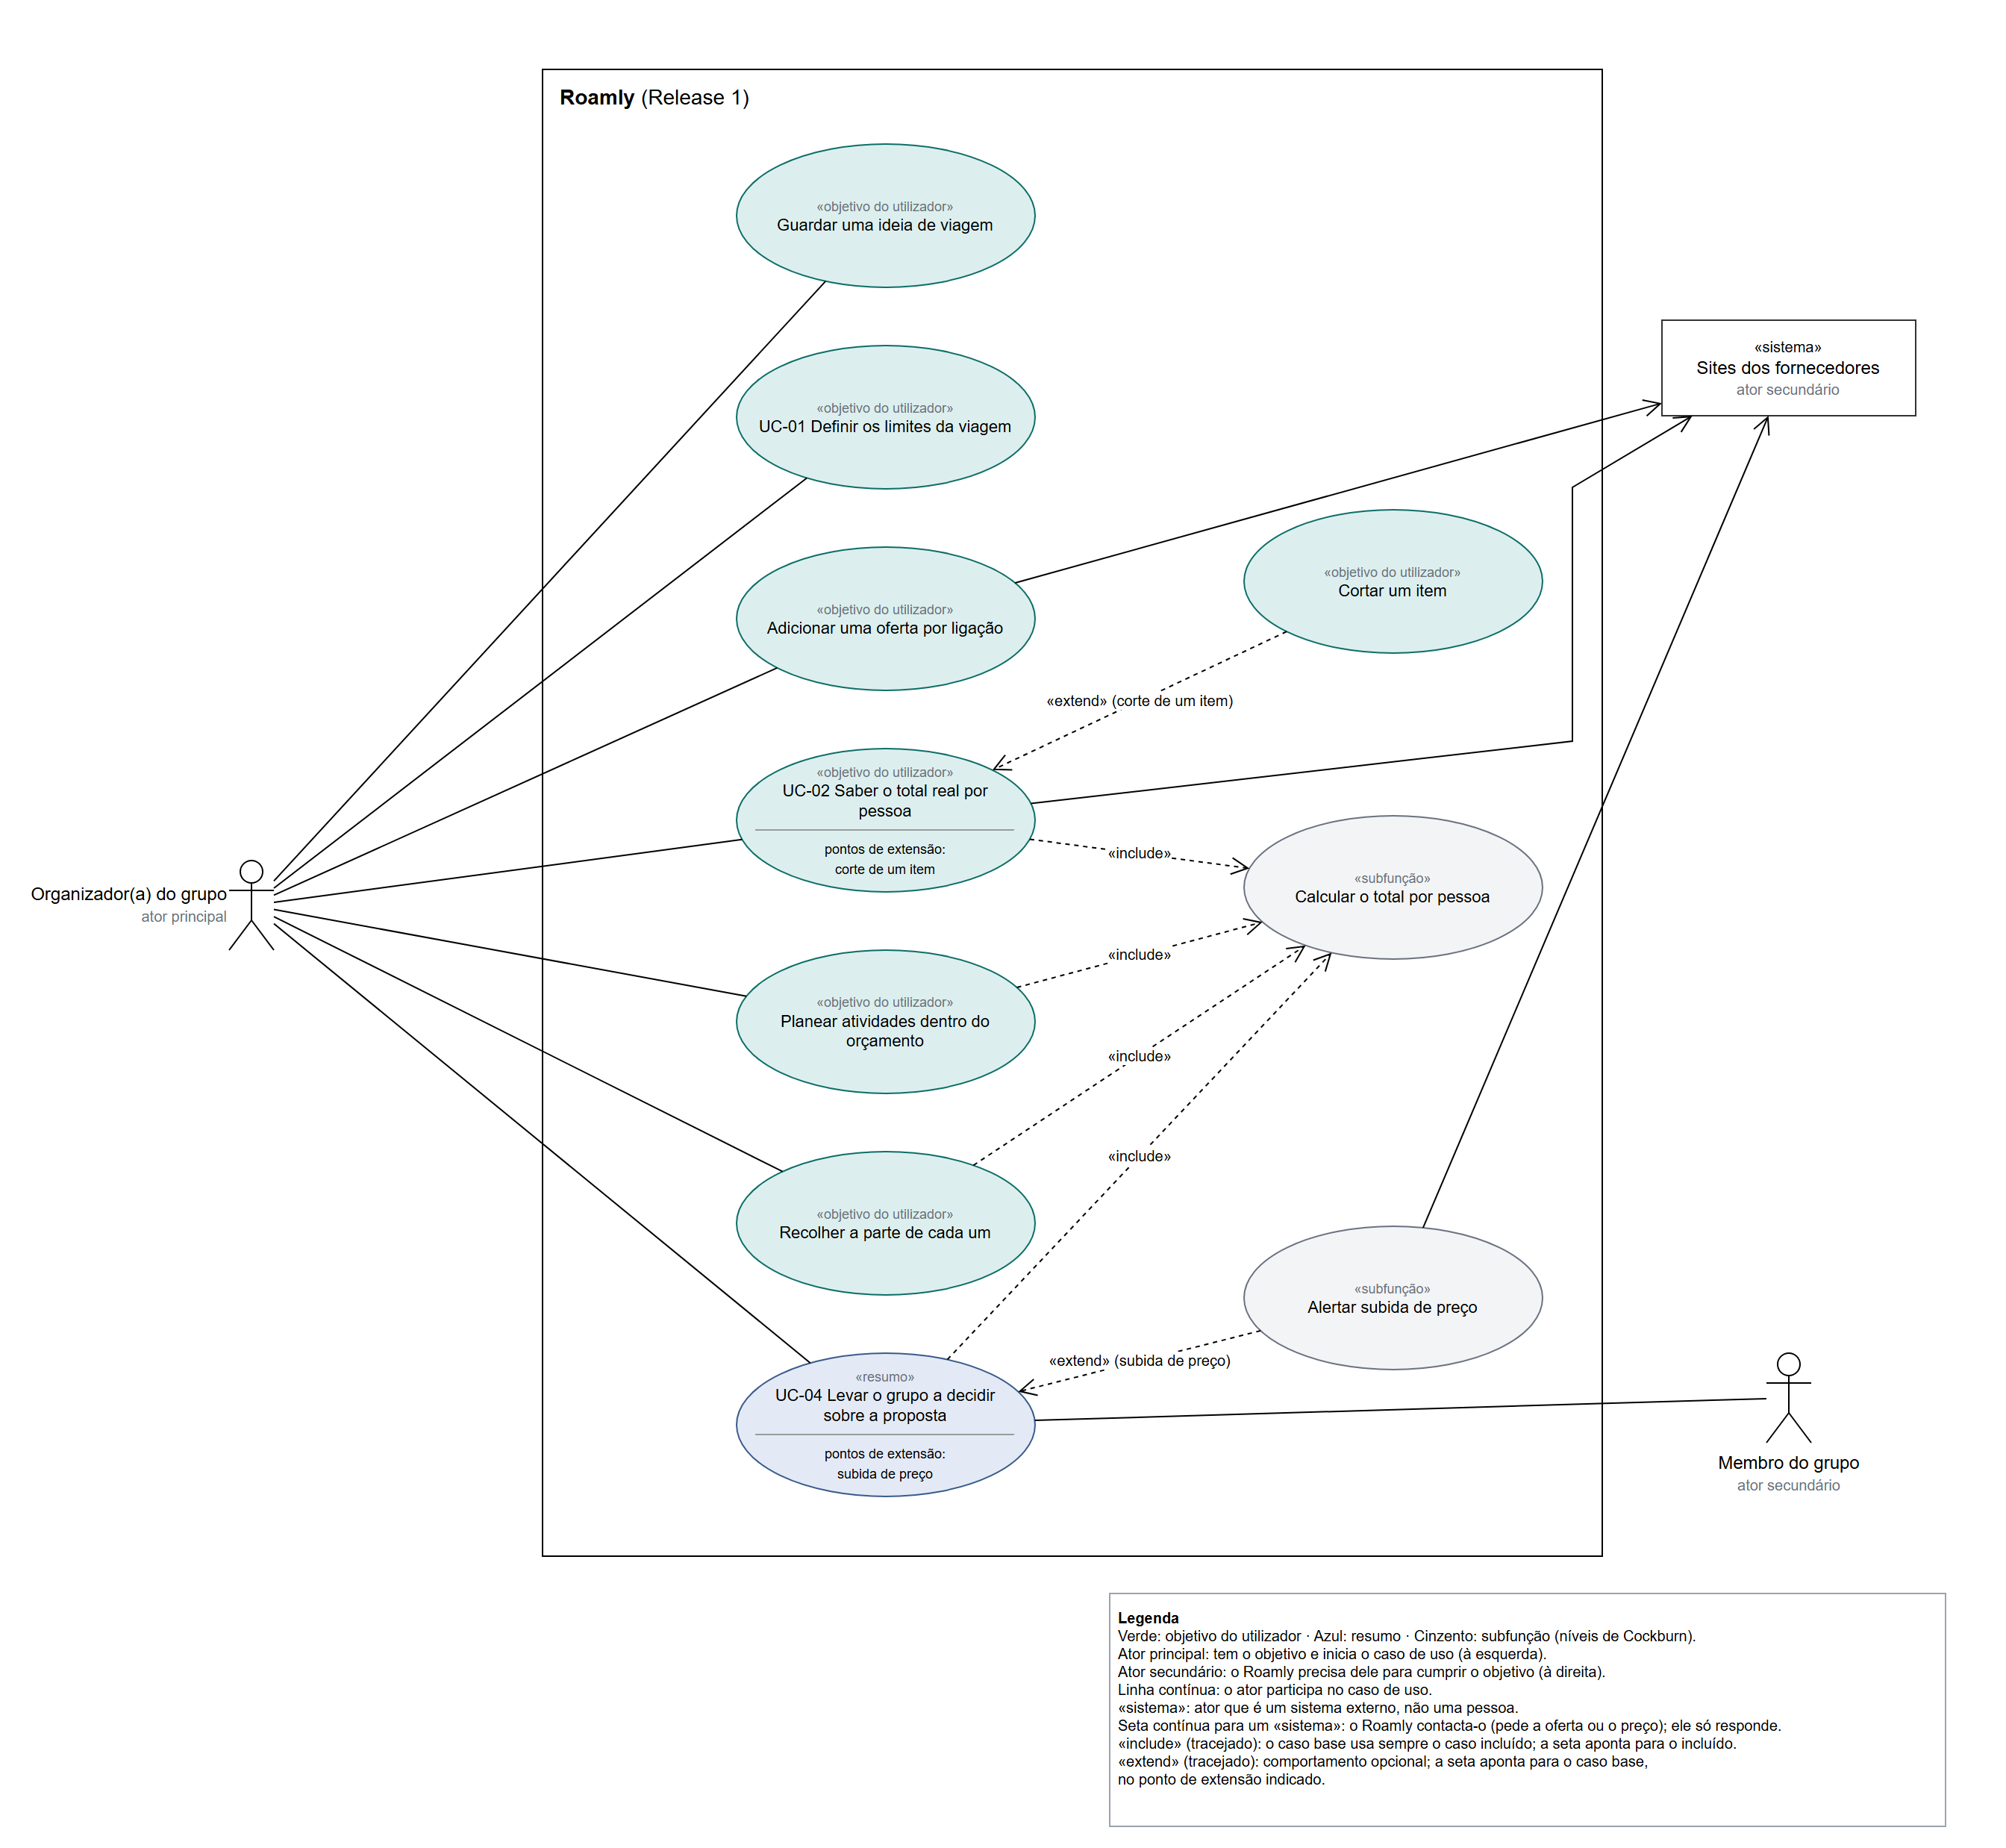 Roamly (Release 1)
«objetivo do utilizador»
Guardar uma ideia de viagem
«objetivo do utilizador»
UC-01 Definir os limites da viagem
«sistema»
Sites dos fornecedores
ator secundário
«objetivo do utilizador»
Adicionar uma oferta por ligação
«objetivo do utilizador»
Cortar um item
«extend» (corte de um item)
«objetivo do utilizador»
UC-02 Saber o total real por
pessoa
pontos de extensão:
corte de um item
«include»
«subfunção»
Calcular o total por pessoa
Organizador(a) do grupo
ator principal
«include»
«objetivo do utilizador»
Planear atividades dentro do
orçamento
«include»
«include»
«objetivo do utilizador»
Recolher a parte de cada um
«subfunção»
Alertar subida de preço
«extend» (subida de preço)
«resumo»
UC-04 Levar o grupo a decidir
sobre a proposta
pontos de extensão:
subida de preço
Membro do grupo
ator secundário
Legenda
Verde: objetivo do utilizador · Azul: resumo · Cinzento: subfunção (níveis de Cockburn).
Ator principal: tem o objetivo e inicia o caso de uso (à esquerda).
Ator secundário: o Roamly precisa dele para cumprir o objetivo (à direita).
Linha contínua: o ator participa no caso de uso.
«sistema»: ator que é um sistema externo, não uma pessoa.
Seta contínua para um «sistema»: o Roamly contacta-o (pede a oferta ou o preço); ele só responde.
«include» (tracejado): o caso base usa sempre o caso incluído; a seta aponta para o incluído.
«extend» (tracejado): comportamento opcional; a seta aponta para o caso base,
no ponto de extensão indicado.